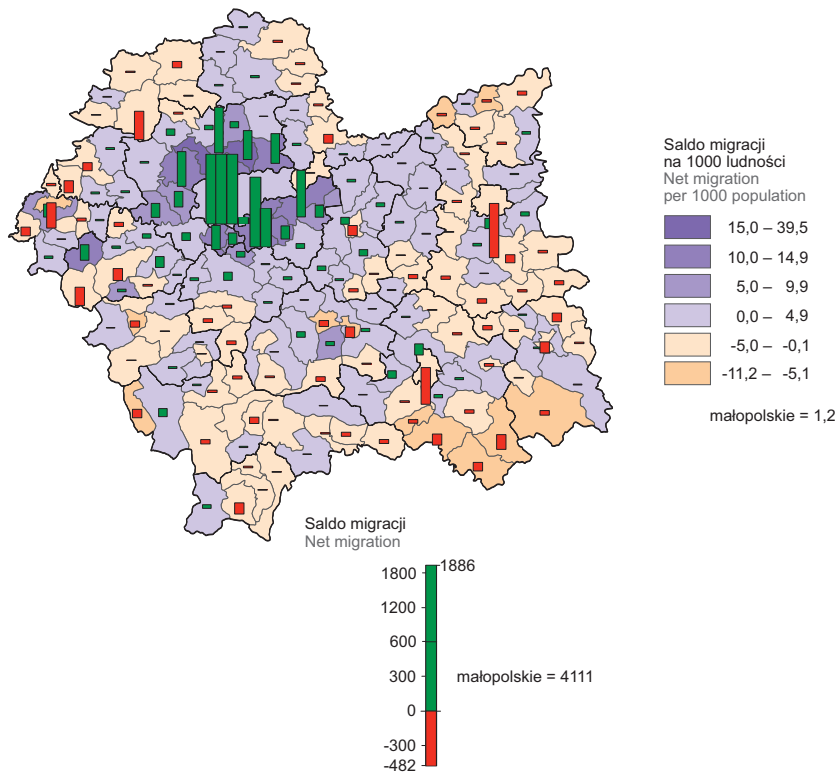 Saldo migracji
na 1000 ludności
Net migration
per 1000 population
15,0 – 39,5
10,0 – 14,9
5,0 – 9,9
0,0 – 4,9
-5,0 – -0,1
-11,2 – -5,1
małopolskie = 1,2
Saldo migracji
Net migration
1886
1800
1200
600
300
małopolskie = 4111
0
-300
-482